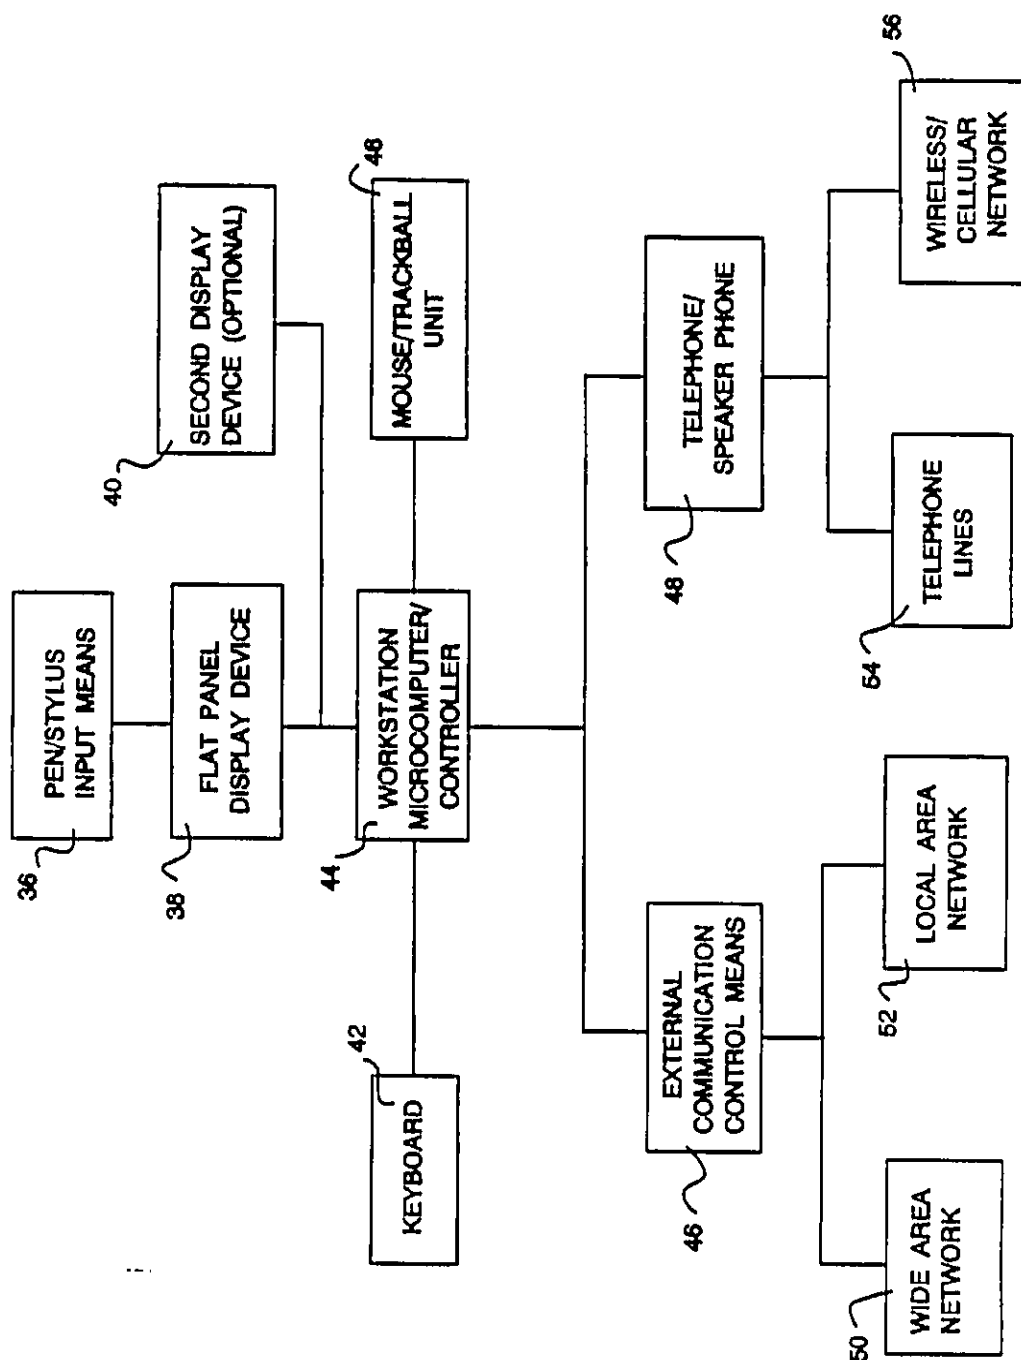 36
PEN/STYLUS
INPUT MEANS
38
FLAT PANEL
DISPLAY DEVICE
40
SECOND DISPLAY
DEVICE (OPTIONAL)
42
KEYBOARD
44
WORKSTATION
MICROCOMPUTER/
CONTROLLER
46
MOUSE/TRACKBALL
UNIT
46
EXTERNAL
COMMUNICATION
CONTROL MEANS
48
TELEPHONE/
SPEAKER PHONE
50
WIDE AREA
NETWORK
52
LOCAL AREA
NETWORK
54
TELEPHONE
LINES
56
WIRELESS/
CELLULAR
NETWORK